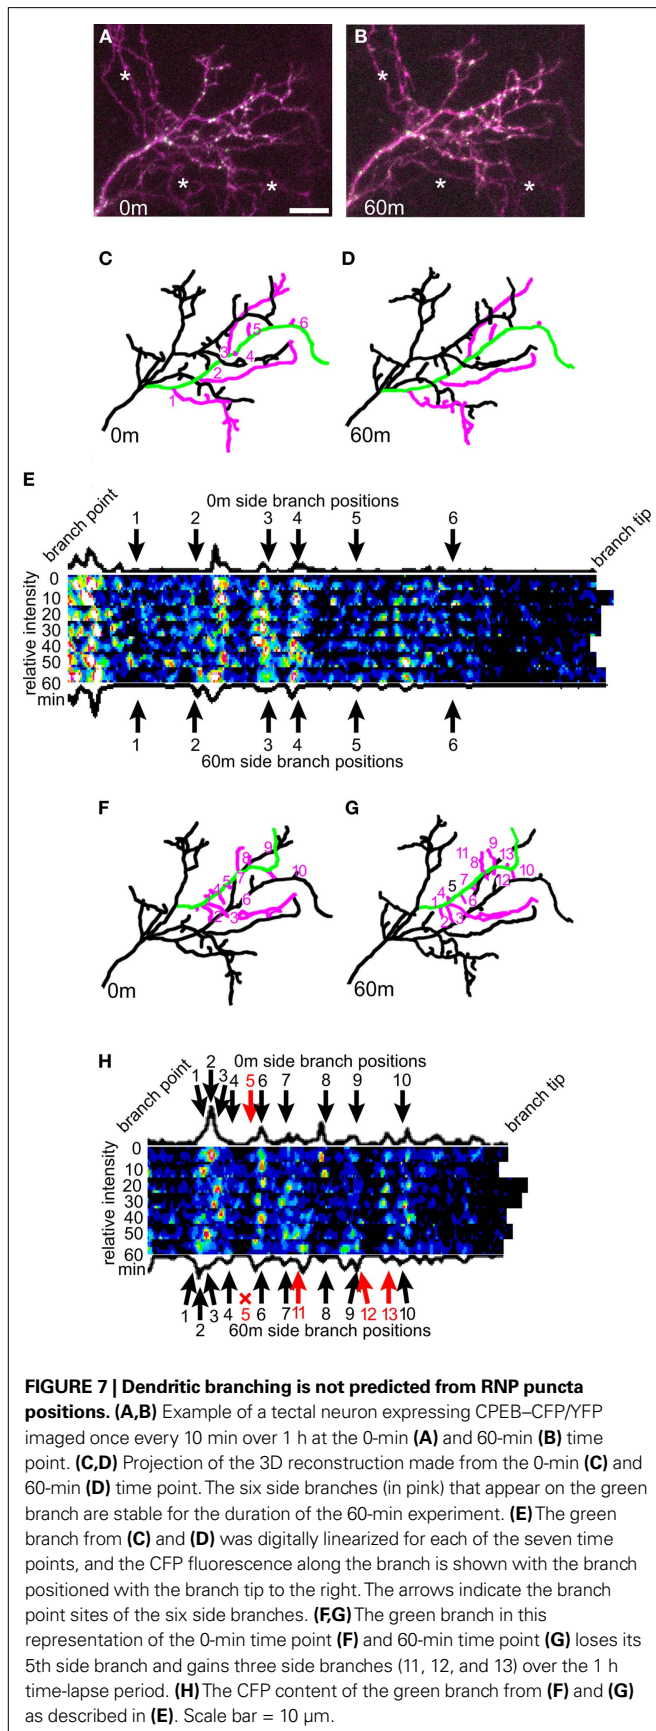 A
B
*
*
*
*
*
*
0m
60m
C
D
5
6
3
4
2
1
0m
60m
E
branch point
0m side branch positions
branch tip
1 2 3 4 5 6
relative intensity
0
10
20
30
40
50
60
min
1 2 3 4 5 6
60m side branch positions
F
G
8
9
10
4
5
7
6
2
3
0m
11
9
8
13
10
12
7
5
4
6
1
2
3
60m
H
branch point
0m side branch positions
branch tip
1 2 3 4 5 6 7 8 9 10
relative intensity
0
10
20
30
40
50
60
min
1 2 3 4 5 6 7 11 8 9 12 13 10
60m side branch positions
FIGURE 7 | Dendritic branching is not predicted from RNP puncta
positions. (A,B) Example of a tectal neuron expressing CPEB–CFP/YFP
imaged once every 10 min over 1 h at the 0-min (A) and 60-min (B) time
point. (C,D) Projection of the 3D reconstruction made from the 0-min (C) and
60-min (D) time point. The six side branches (in pink) that appear on the green
branch are stable for the duration of the 60-min experiment. (E) The green
branch from (C) and (D) was digitally linearized for each of the seven time
points, and the CFP fluorescence along the branch is shown with the branch
positioned with the branch tip to the right. The arrows indicate the branch
point sites of the six side branches. (F,G) The green branch in this
representation of the 0-min time point (F) and 60-min time point (G) loses its
5th side branch and gains three side branches (11, 12, and 13) over the 1 h
time-lapse period. (H) The CFP content of the green branch from (F) and (G)
as described in (E). Scale bar = 10 μm.